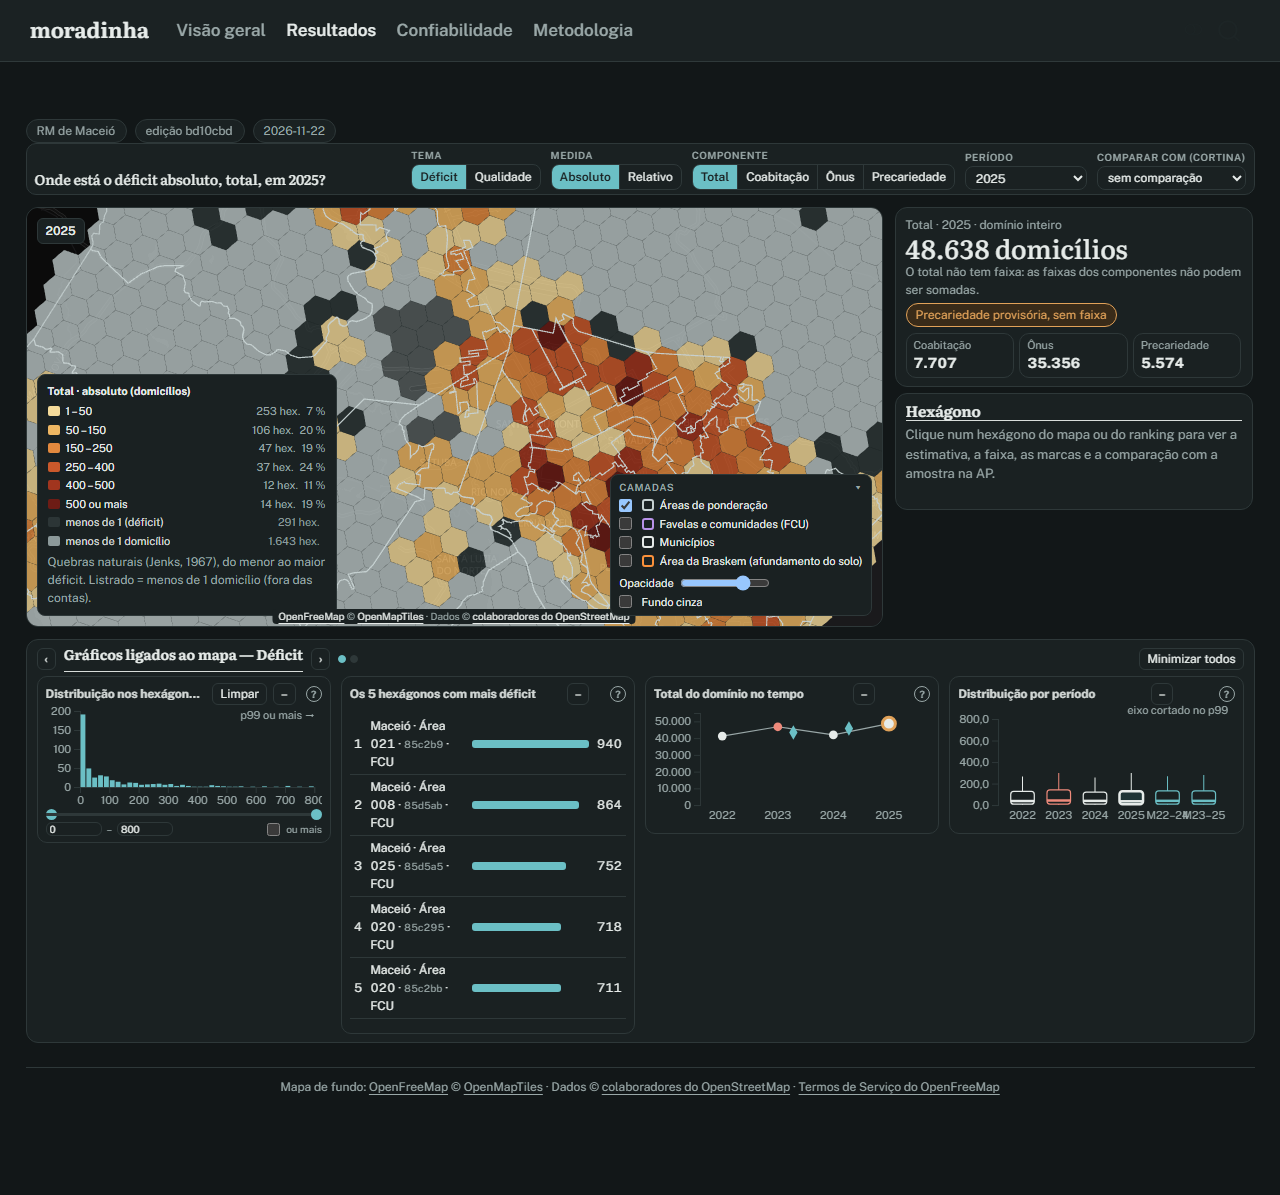 moradinha
Visão geral
Resultados
Confiabilidade
Metodologia
RM de Maceió
edição bd10cbd
2026-11-22
Onde está o déficit absoluto, total, em 2025?
TEMA
Déficit
Qualidade
MEDIDA
Absoluto
Relativo
COMPONENTE
Total
Coabitação
Ônus
Precariedade
PERÍODO
2025
COMPARAR COM (CORTINA)
sem comparação
2025
Total · absoluto (domicílios)
1–50 253 hex. 7 %
50–150 106 hex. 20 %
150–250 47 hex. 19 %
250–400 37 hex. 24 %
400–500 12 hex. 11 %
500 ou mais 14 hex. 19 %
menos de 1 (déficit) 291 hex.
menos de 1 domicílio 1.643 hex.
Quebras naturais (Jenks, 1967), do menor ao maior
déficit. Listrado = menos de 1 domicílio (fora das
contas).
CAMADAS
Áreas de ponderação
Favelas e comunidades (FCU)
Municípios
Área da Braskem (afundamento do solo)
Opacidade
Fundo cinza
OpenFreeMap © OpenMapTiles · Dados © colaboradores do OpenStreetMap
Total · 2025 · domínio inteiro
48.638 domicílios
O total não tem faixa: as faixas dos componentes não podem
ser somadas.
Precariedade provisória, sem faixa
Coabitação
7.707
Ônus
35.356
Precariedade
5.574
Hexágono
Clique num hexágono do mapa ou do ranking para ver a
estimativa, a faixa, as marcas e a comparação com a
amostra na AP.
‹ Gráficos ligados ao mapa — Déficit ›
Minimizar todos
Distribuição nos hexágon... Limpar – ?
p99 ou mais →
200
150
100
50
0
0 100 200 300 400 500 600 700 800
0 – 800 ou mais
Os 5 hexágonos com mais déficit – ?
1 Maceió · Área
021 · 85c2b9 · 940
FCU
2 Maceió · Área
008 · 85d5ab · 864
FCU
3 Maceió · Área
025 · 85d5a5 · 752
FCU
4 Maceió · Área
020 · 85c295 · 718
FCU
5 Maceió · Área
020 · 85c2bb · 711
FCU
Total do domínio no tempo – ?
50.000
40.000
30.000
20.000
10.000
0
2022 2023 2024 2025
Distribuição por período – ?
eixo cortado no p99
800,0
600,0
400,0
200,0
0,0
2022 2023 2024 2025 M22–24 M23–25
Mapa de fundo: OpenFreeMap © OpenMapTiles · Dados © colaboradores do OpenStreetMap · Termos de Serviço do OpenFreeMap